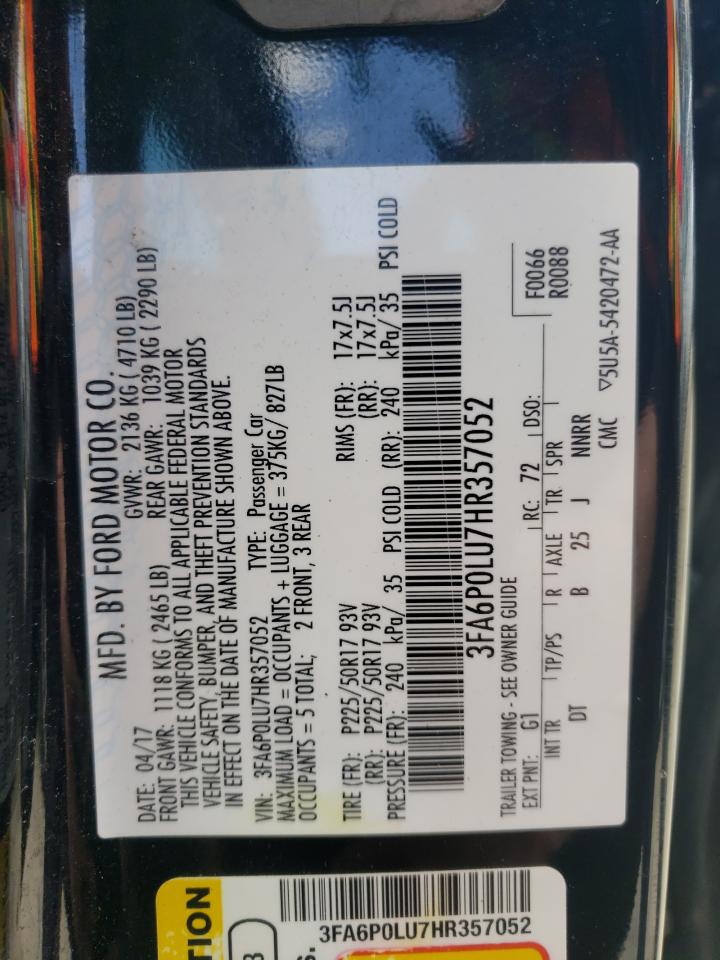 MFD. BY FORD MOTOR CO.
DATE: 04/17 GVWR: 2136 KG ( 4710 LB)
FRONT GAWR: 1118 KG ( 2465 LB) REAR GAWR: 1039 KG ( 2290 LB)
THIS VEHICLE CONFORMS TO ALL APPLICABLE FEDERAL MOTOR
VEHICLE SAFETY, BUMPER, AND THEFT PREVENTION STANDARDS
IN EFFECT ON THE DATE OF MANUFACTURE SHOWN ABOVE.
VIN: 3FA6P0LU7HR357052 TYPE: Passenger Car
MAXIMUM LOAD = OCCUPANTS + LUGGAGE = 375KG/ 827LB
OCCUPANTS = 5 TOTAL; 2 FRONT, 3 REAR
TIRE (FR): P225/50R17 93V RIMS (FR): 17x7.5J
(RR): P225/50R17 93V (RR): 17x7.5J
PRESSURE (FR): 240 kPa/ 35 PSI COLD (RR): 240 kPa/ 35 PSI COLD
3FA6P0LU7HR357052
TRAILER TOWING - SEE OWNER GUIDE F0066
EXT PNT: G1 RC: 72 DSO: R0088
INT TR TP/PS R AXLE TR SPR
DT B 25 J NNRR
CMC ▽5U5A-5420472-AA
TION
3FA6P0LU7HR357052